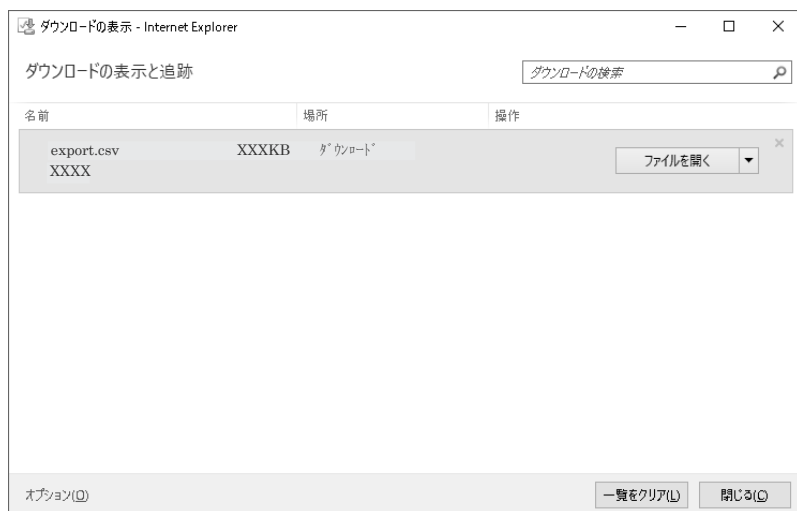 ダウンロードの表示 - Internet Explorer
ダウンロードの表示と追跡
ダウンロードの検索
名前 場所 操作
export.csv XXXKB ﾀﾞｳﾝﾛｰﾄﾞ
XXXX
ファイルを開く
オプション(O)
一覧をクリア(L) 閉じる(C)